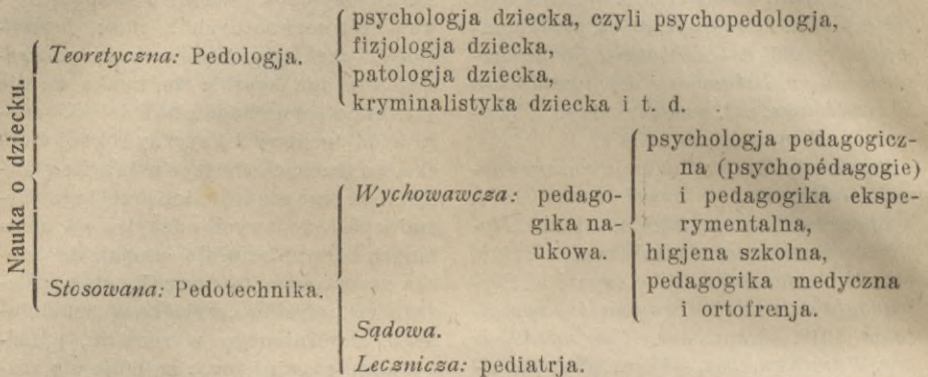 Nauka o dziecku.
Teoretyczna: Pedologja.
psychologja dziecka, czyli psychopedologja,
fizjologja dziecka,
patologja dziecka,
kryminalistyka dziecka i t. d.
Stosowana: Pedotechnika.
Wychowawcza: pedago-
gika na-
ukowa.
psychologja pedagogicz-
na (psychopédagogie)
i pedagogika ekspe-
rymentalna,
higjena szkolna,
pedagogika medyczna
i ortofrenja.
Sądowa.
Lecznicza: pediatrja.